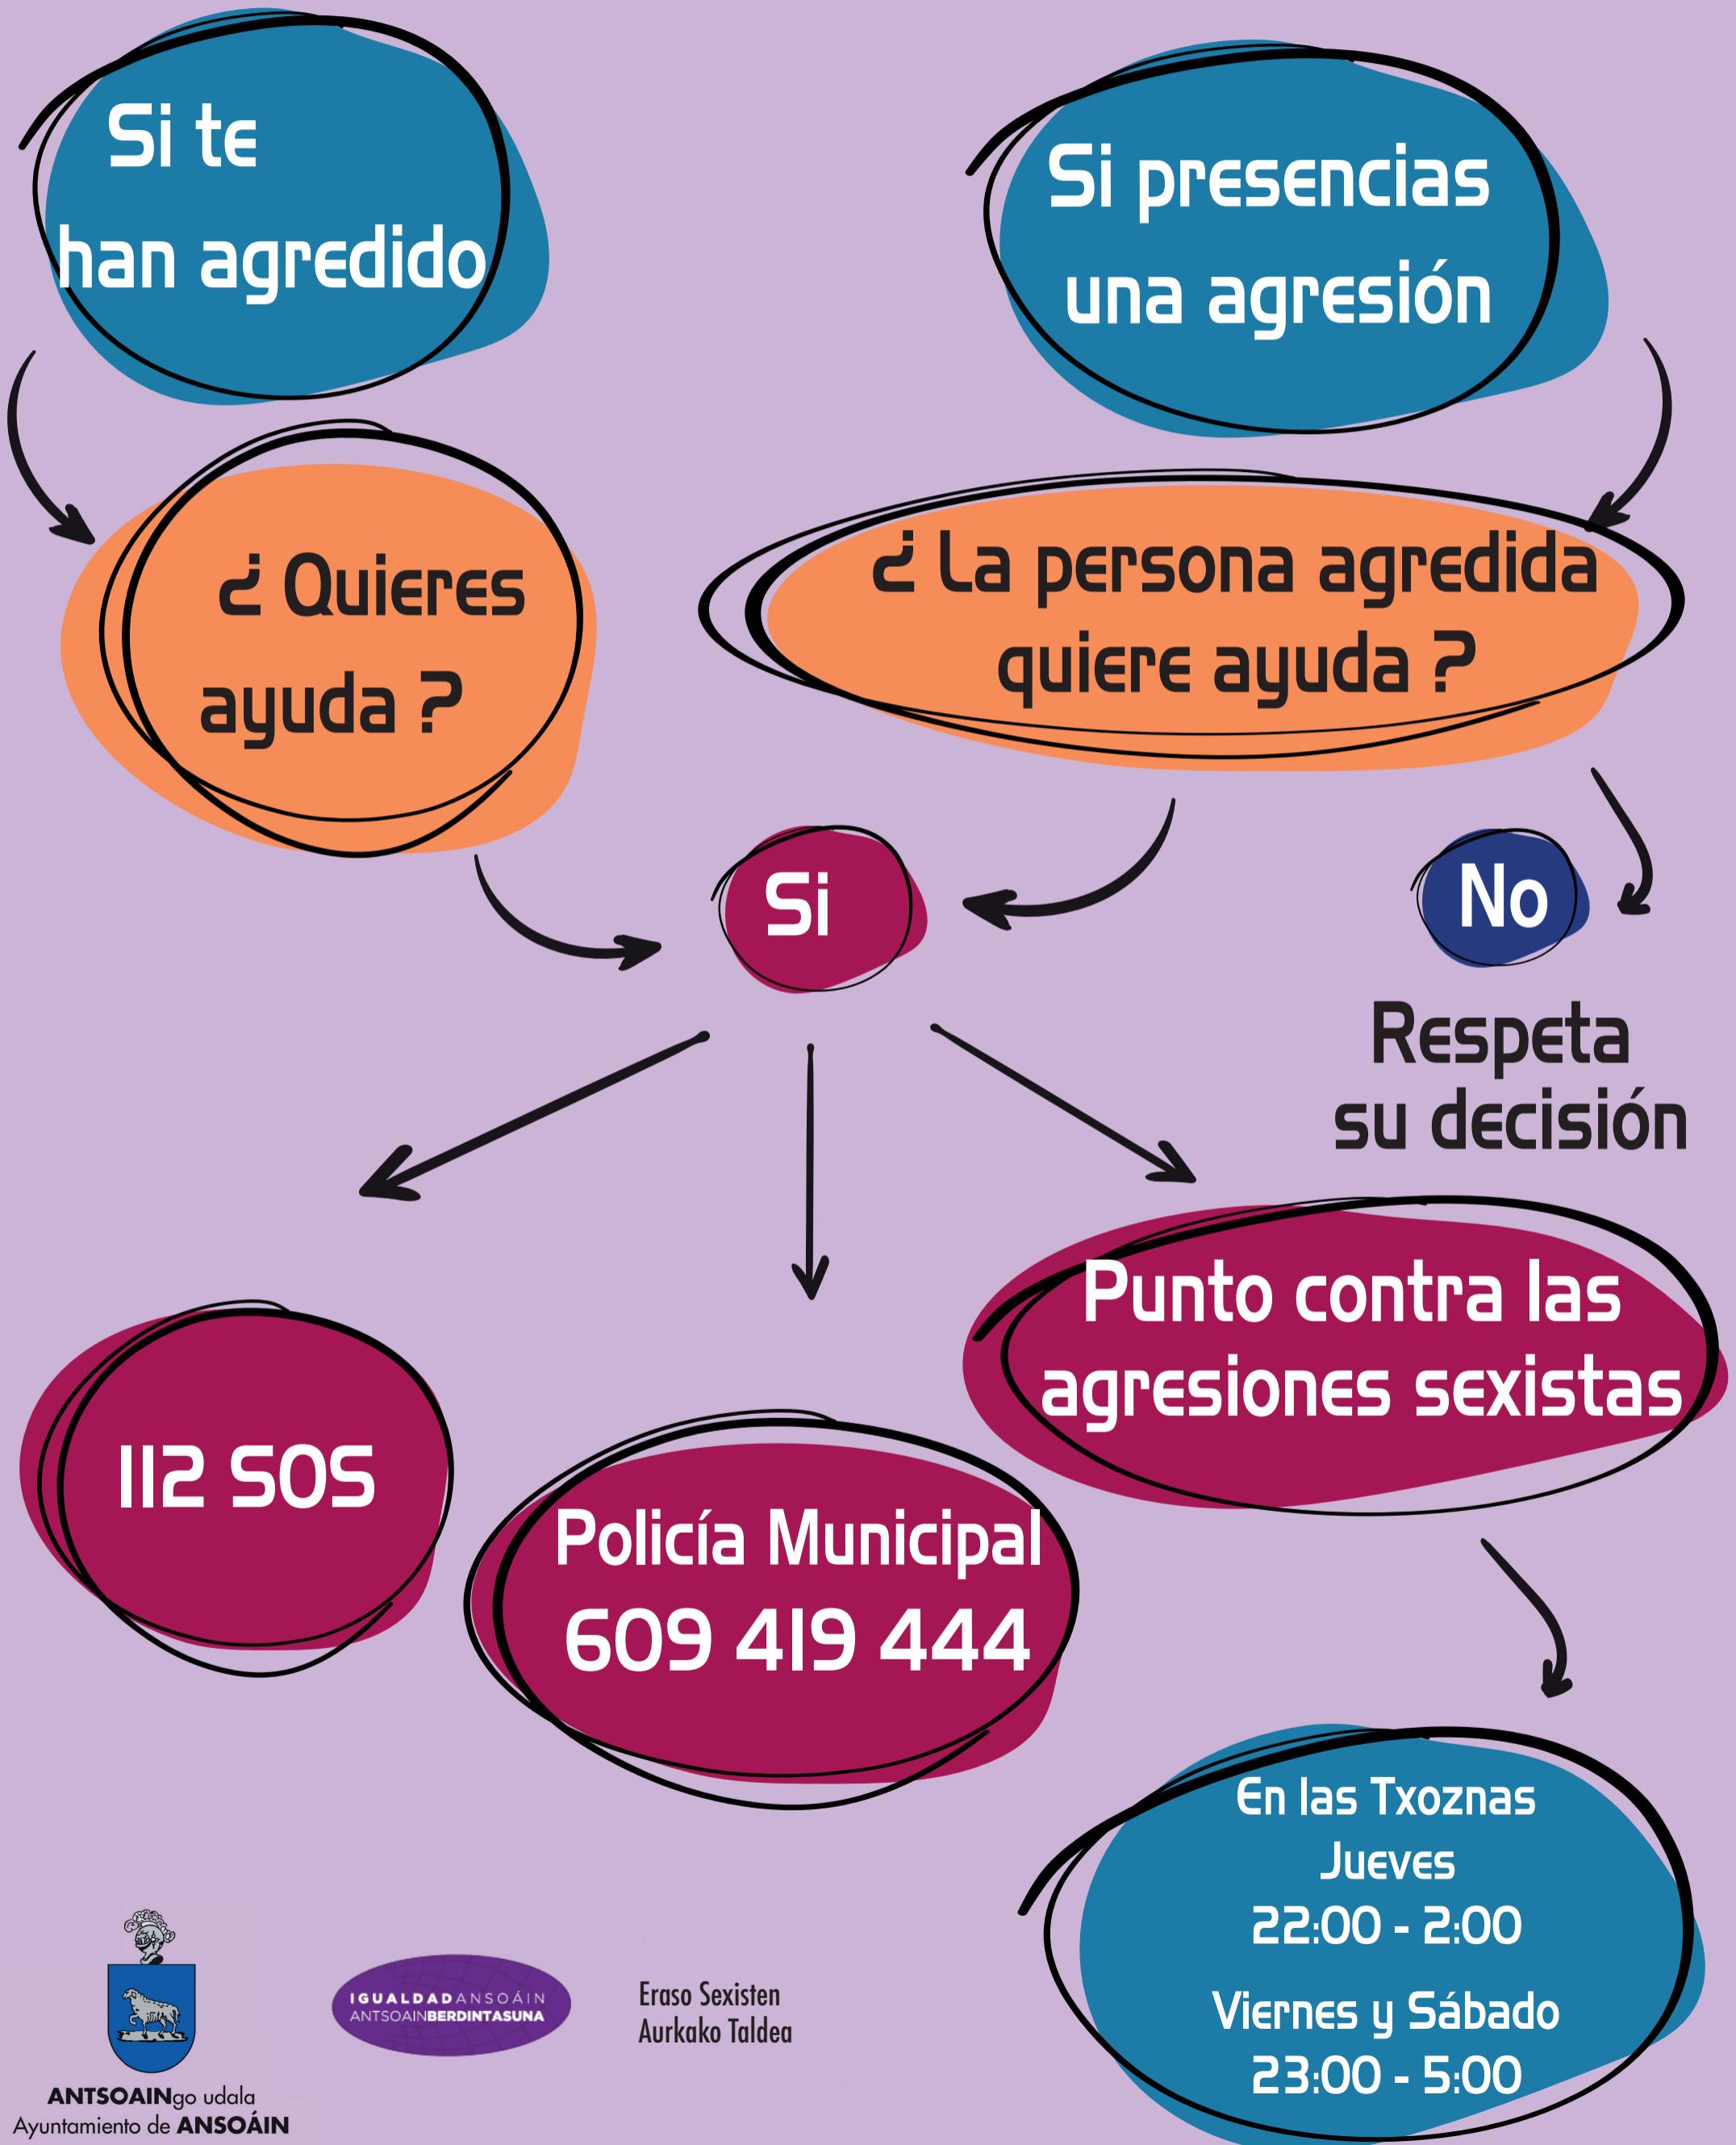 Si te
han agredido
Si presencias
una agresión
¿ Quieres
ayuda ?
¿ La persona agredida
quiere ayuda ?
Si
No
Respeta
su decisión
112 SOS
Policía Municipal
609 419 444
Punto contra las
agresiones sexistas
En las Txoznas
Jueves
22:00 - 2:00
Viernes y Sábado
23:00 - 5:00
ANTSOAINgo udala
Ayuntamiento de ANSOÁIN
IGUALDADANSOÁIN
ANTSOAINBERDINTASUNA
Eraso Sexisten
Aurkako Taldea